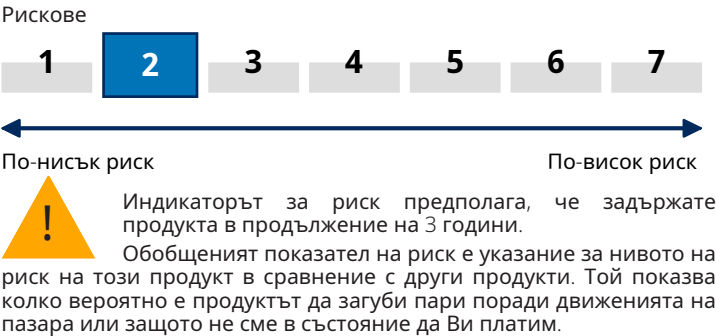 Рискове
1 2 3 4 5 6 7
По-нисък риск По-висок риск
!
Индикаторът за риск предполага, че задържате
продукта в продължение на 3 години.
Обобщеният показател на риск е указание за нивото на
риск на този продукт в сравнение с други продукти. Той показва
колко вероятно е продуктът да загуби пари поради движенията на
пазара или защото не сме в състояние да Ви платим.